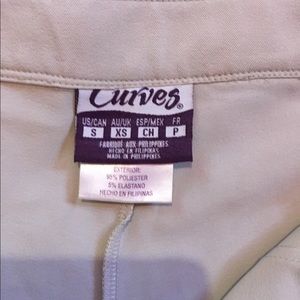 Curves®
US/CAN AU/UK ESP/MEX FR
S XS CH P
FABRIQUÉ AUX PHILIPPINES
HECHO EN FILIPINAS
MADE IN PHILIPPINES
EXTERIOR:
95% POLIESTER
5% ELASTANO
HECHO EN FILIPINAS